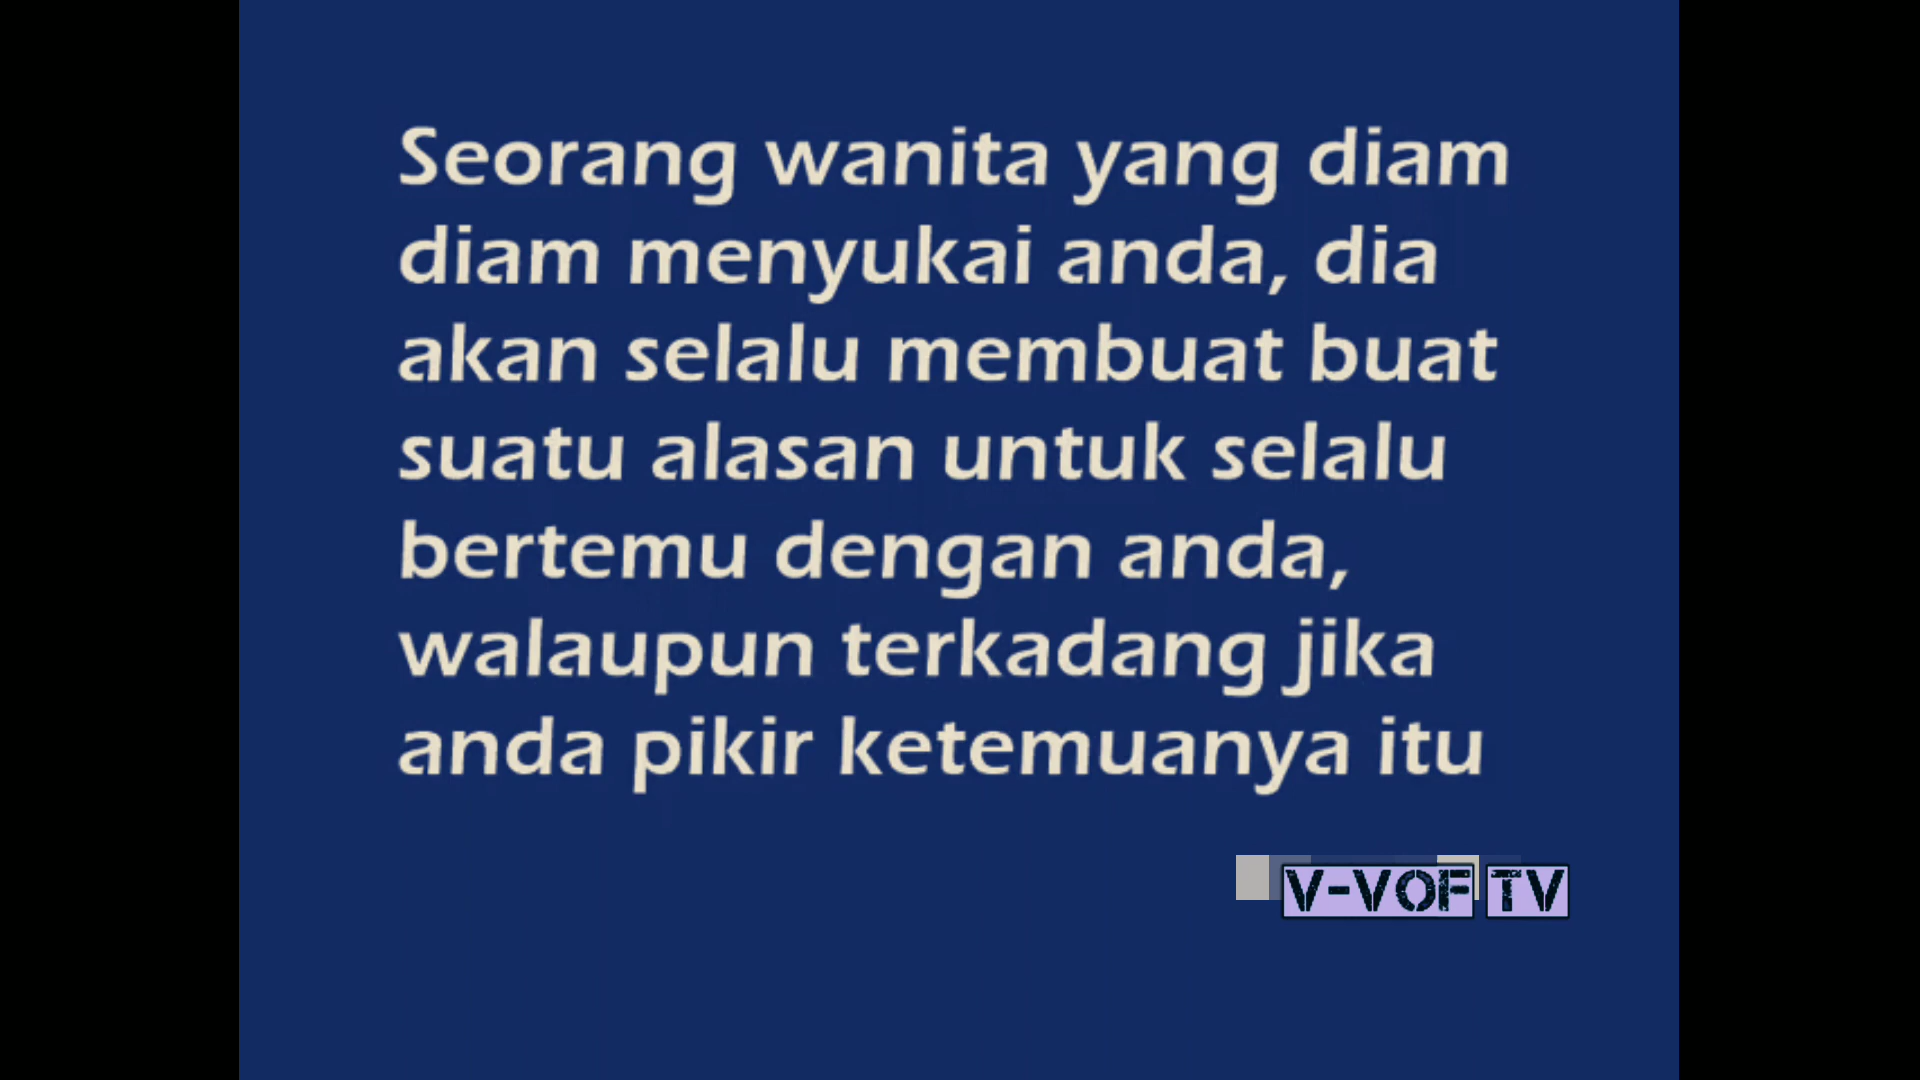 Seorang wanita yang diam
diam menyukai anda, dia
akan selalu membuat buat
suatu alasan untuk selalu
bertemu dengan anda,
walaupun terkadang jika
anda pikir ketemuanya itu
V-VOF TV